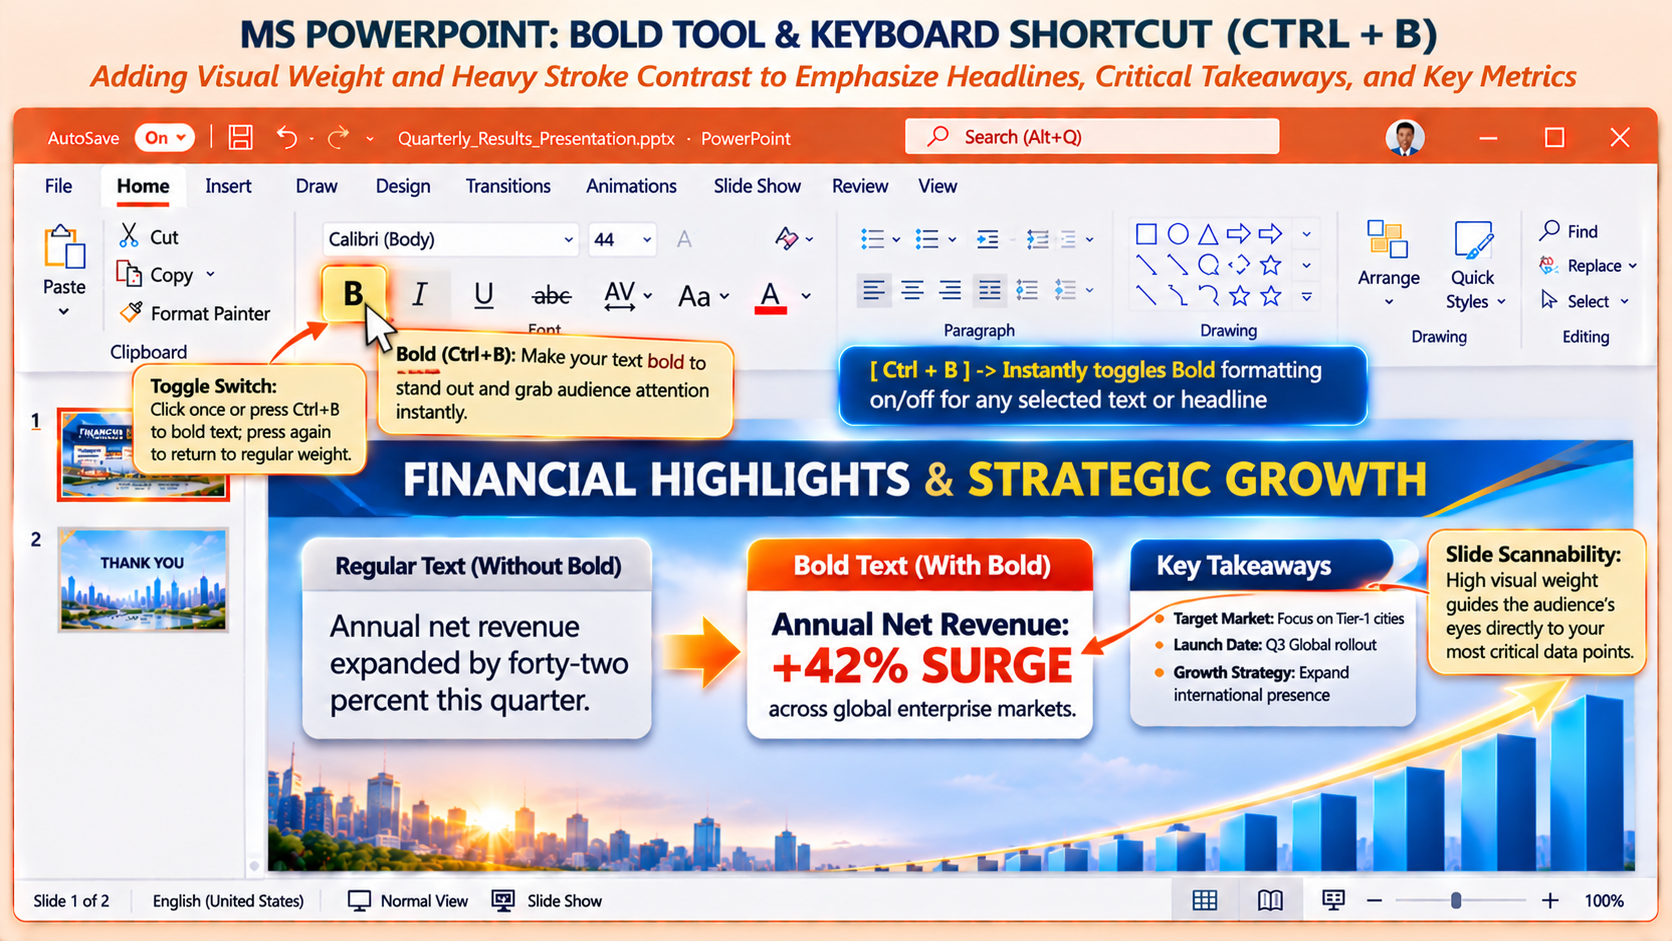 MS POWERPOINT: BOLD TOOL & KEYBOARD SHORTCUT (CTRL + B)
Adding Visual Weight and Heavy Stroke Contrast to Emphasize Headlines, Critical Takeaways, and Key Metrics
AutoSave On Quarterly_Results_Presentation.pptx · PowerPoint Search (Alt+Q)
File Home Insert Draw Design Transitions Animations Slide Show Review View
Paste
Cut
Copy
Format Painter
Clipboard
Calibri (Body) 44 A
B I U abc AV Aa A
Font
Paragraph
Drawing
Arrange
Quick
Styles
Drawing
Find
Replace
Select
Editing
Toggle Switch:
Click once or press Ctrl+B
to bold text; press again
to return to regular weight.
Bold (Ctrl+B): Make your text bold to
stand out and grab audience attention
instantly.
[ Ctrl + B ] -> Instantly toggles Bold formatting
on/off for any selected text or headline
1
2
THANK YOU
FINANCIAL HIGHLIGHTS & STRATEGIC GROWTH
Regular Text (Without Bold)
Annual net revenue
expanded by forty-two
percent this quarter.
Bold Text (With Bold)
Annual Net Revenue:
+42% SURGE
across global enterprise markets.
Key Takeaways
Target Market: Focus on Tier-1 cities
Launch Date: Q3 Global rollout
Growth Strategy: Expand
international presence
Slide Scannability:
High visual weight
guides the audience's
eyes directly to your
most critical data points.
Slide 1 of 2 English (United States) Normal View Slide Show 100%